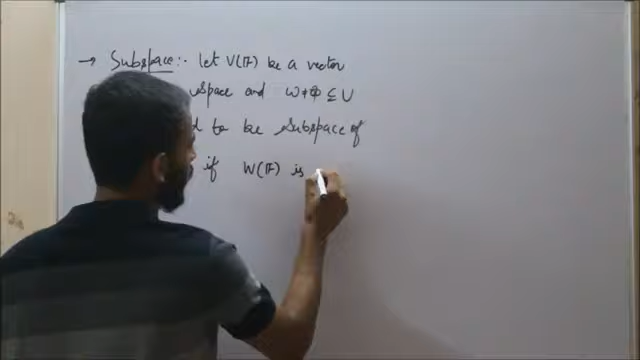 → Subspace:- let V(F) be a vector
space and W≠ϕ ⊆ V
d to be subspace of
if W(F) is